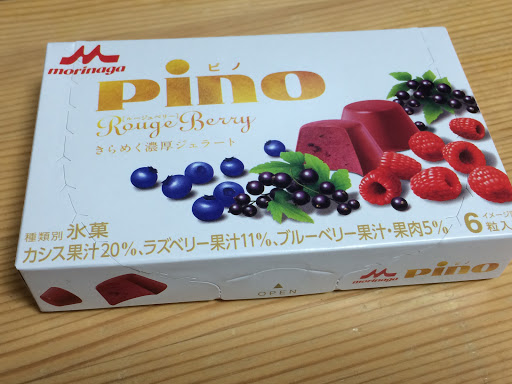 morinaga
ピノ
pino
ルージュベリー
Rouge Berry
きらめく濃厚ジェラート
種類別 氷菓
カシス果汁20%、ラズベリー果汁11%、ブルーベリー果汁・果肉5%
6粒入
OPEN
morinaga
pino